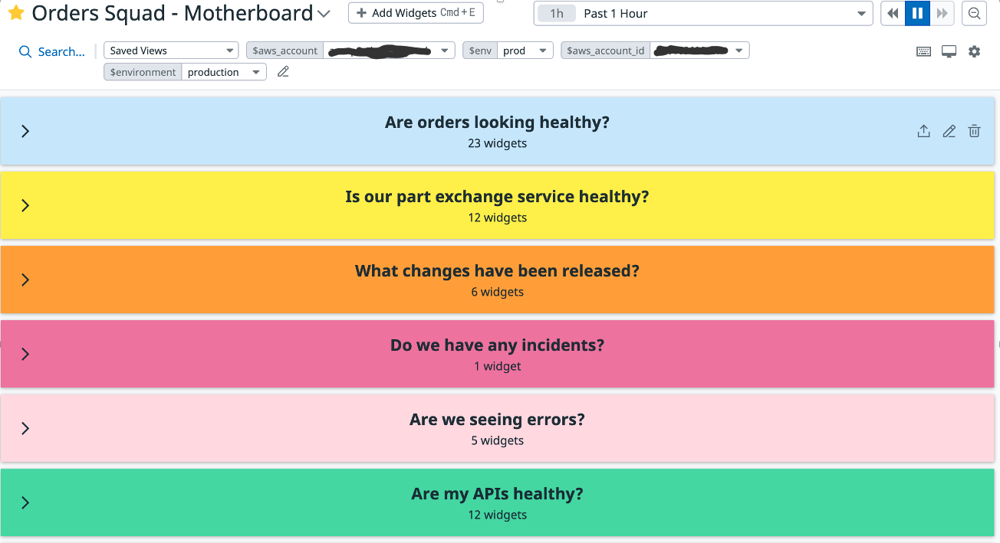 Orders Squad - Motherboard
+ Add Widgets Cmd+E
1h Past 1 Hour
Search...
Saved Views
$aws_account
$env prod
$aws_account_id
$environment production
Are orders looking healthy?
23 widgets
Is our part exchange service healthy?
12 widgets
What changes have been released?
6 widgets
Do we have any incidents?
1 widget
Are we seeing errors?
5 widgets
Are my APIs healthy?
12 widgets